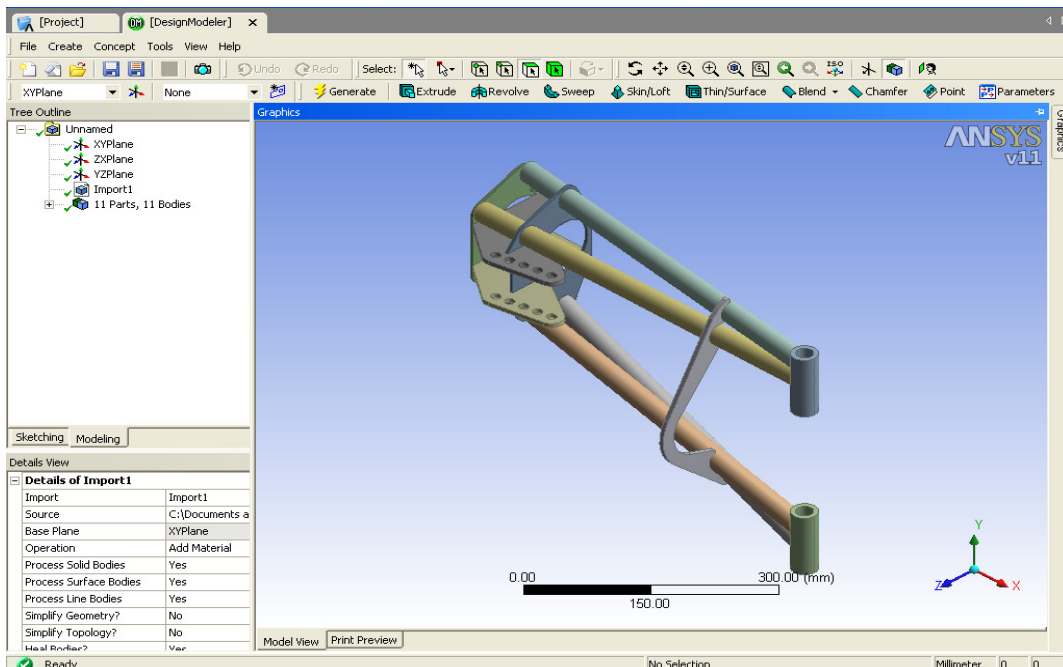 [Project] [DesignModeler] ×
File Create Concept Tools View Help
Undo Redo Select: ISO
XYPlane None Generate Extrude Revolve Sweep Skin/Loft Thin/Surface Blend Chamfer Point Parameters
Tree Outline
Graphics
Graphics
Unnamed
XYPlane
ZXPlane
YZPlane
Import1
11 Parts, 11 Bodies
ANSYS
v11
Sketching Modeling
Details View
Details of Import1
Import Import1
Source C:\Documents a
Base Plane XYPlane
Operation Add Material
Process Solid Bodies Yes
Process Surface Bodies Yes
Process Line Bodies Yes
Simplify Geometry? No
Simplify Topology? No
Heal Bodies? Yes
0.00 300.00 (mm)
150.00
Y
Z X
Model View Print Preview
Ready No Selection Millimeter 0 0